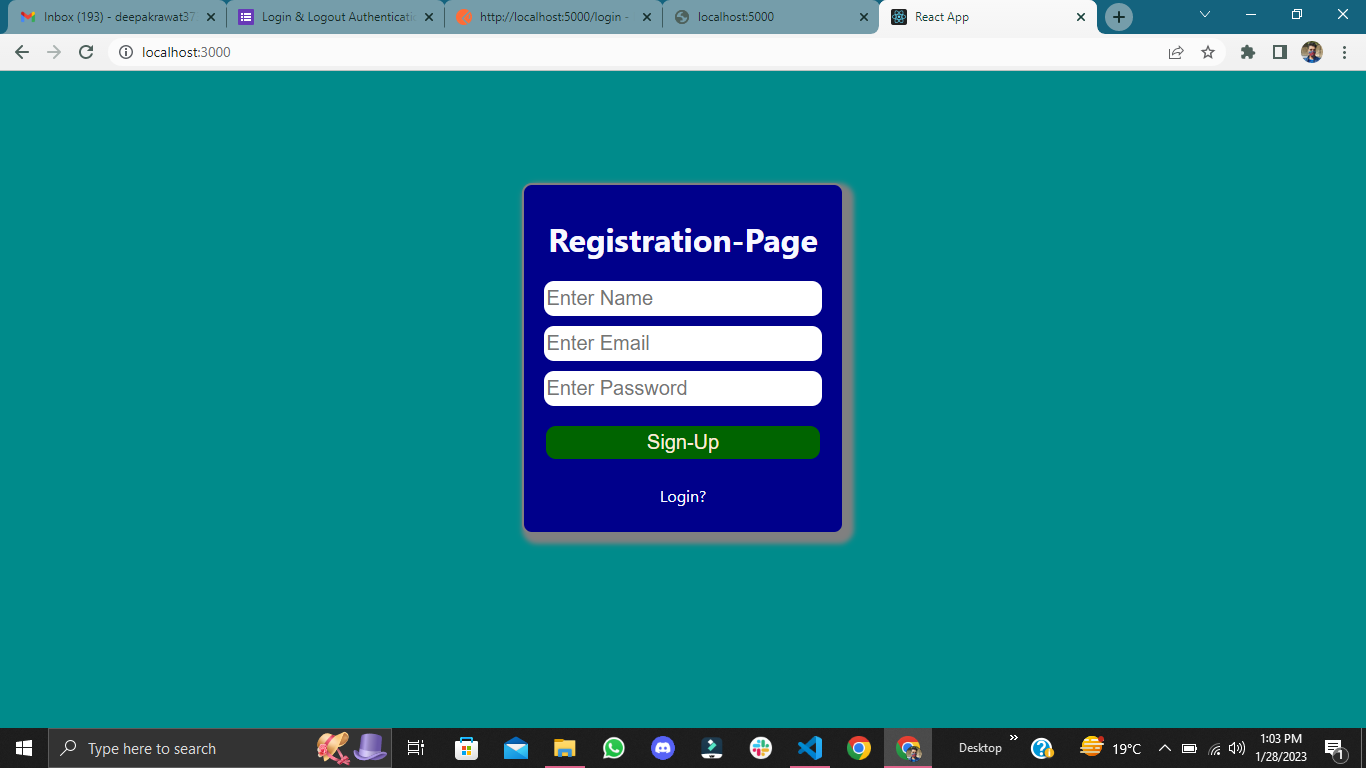 Inbox (193) - deepakrawat37
Login & Logout Authenticati
http://localhost:5000/login -
localhost:5000
React App
localhost:3000
Registration-Page
Enter Name
Enter Email
Enter Password
Sign-Up
Login?
Type here to search
Desktop
19°C
1:03 PM
1/28/2023
1